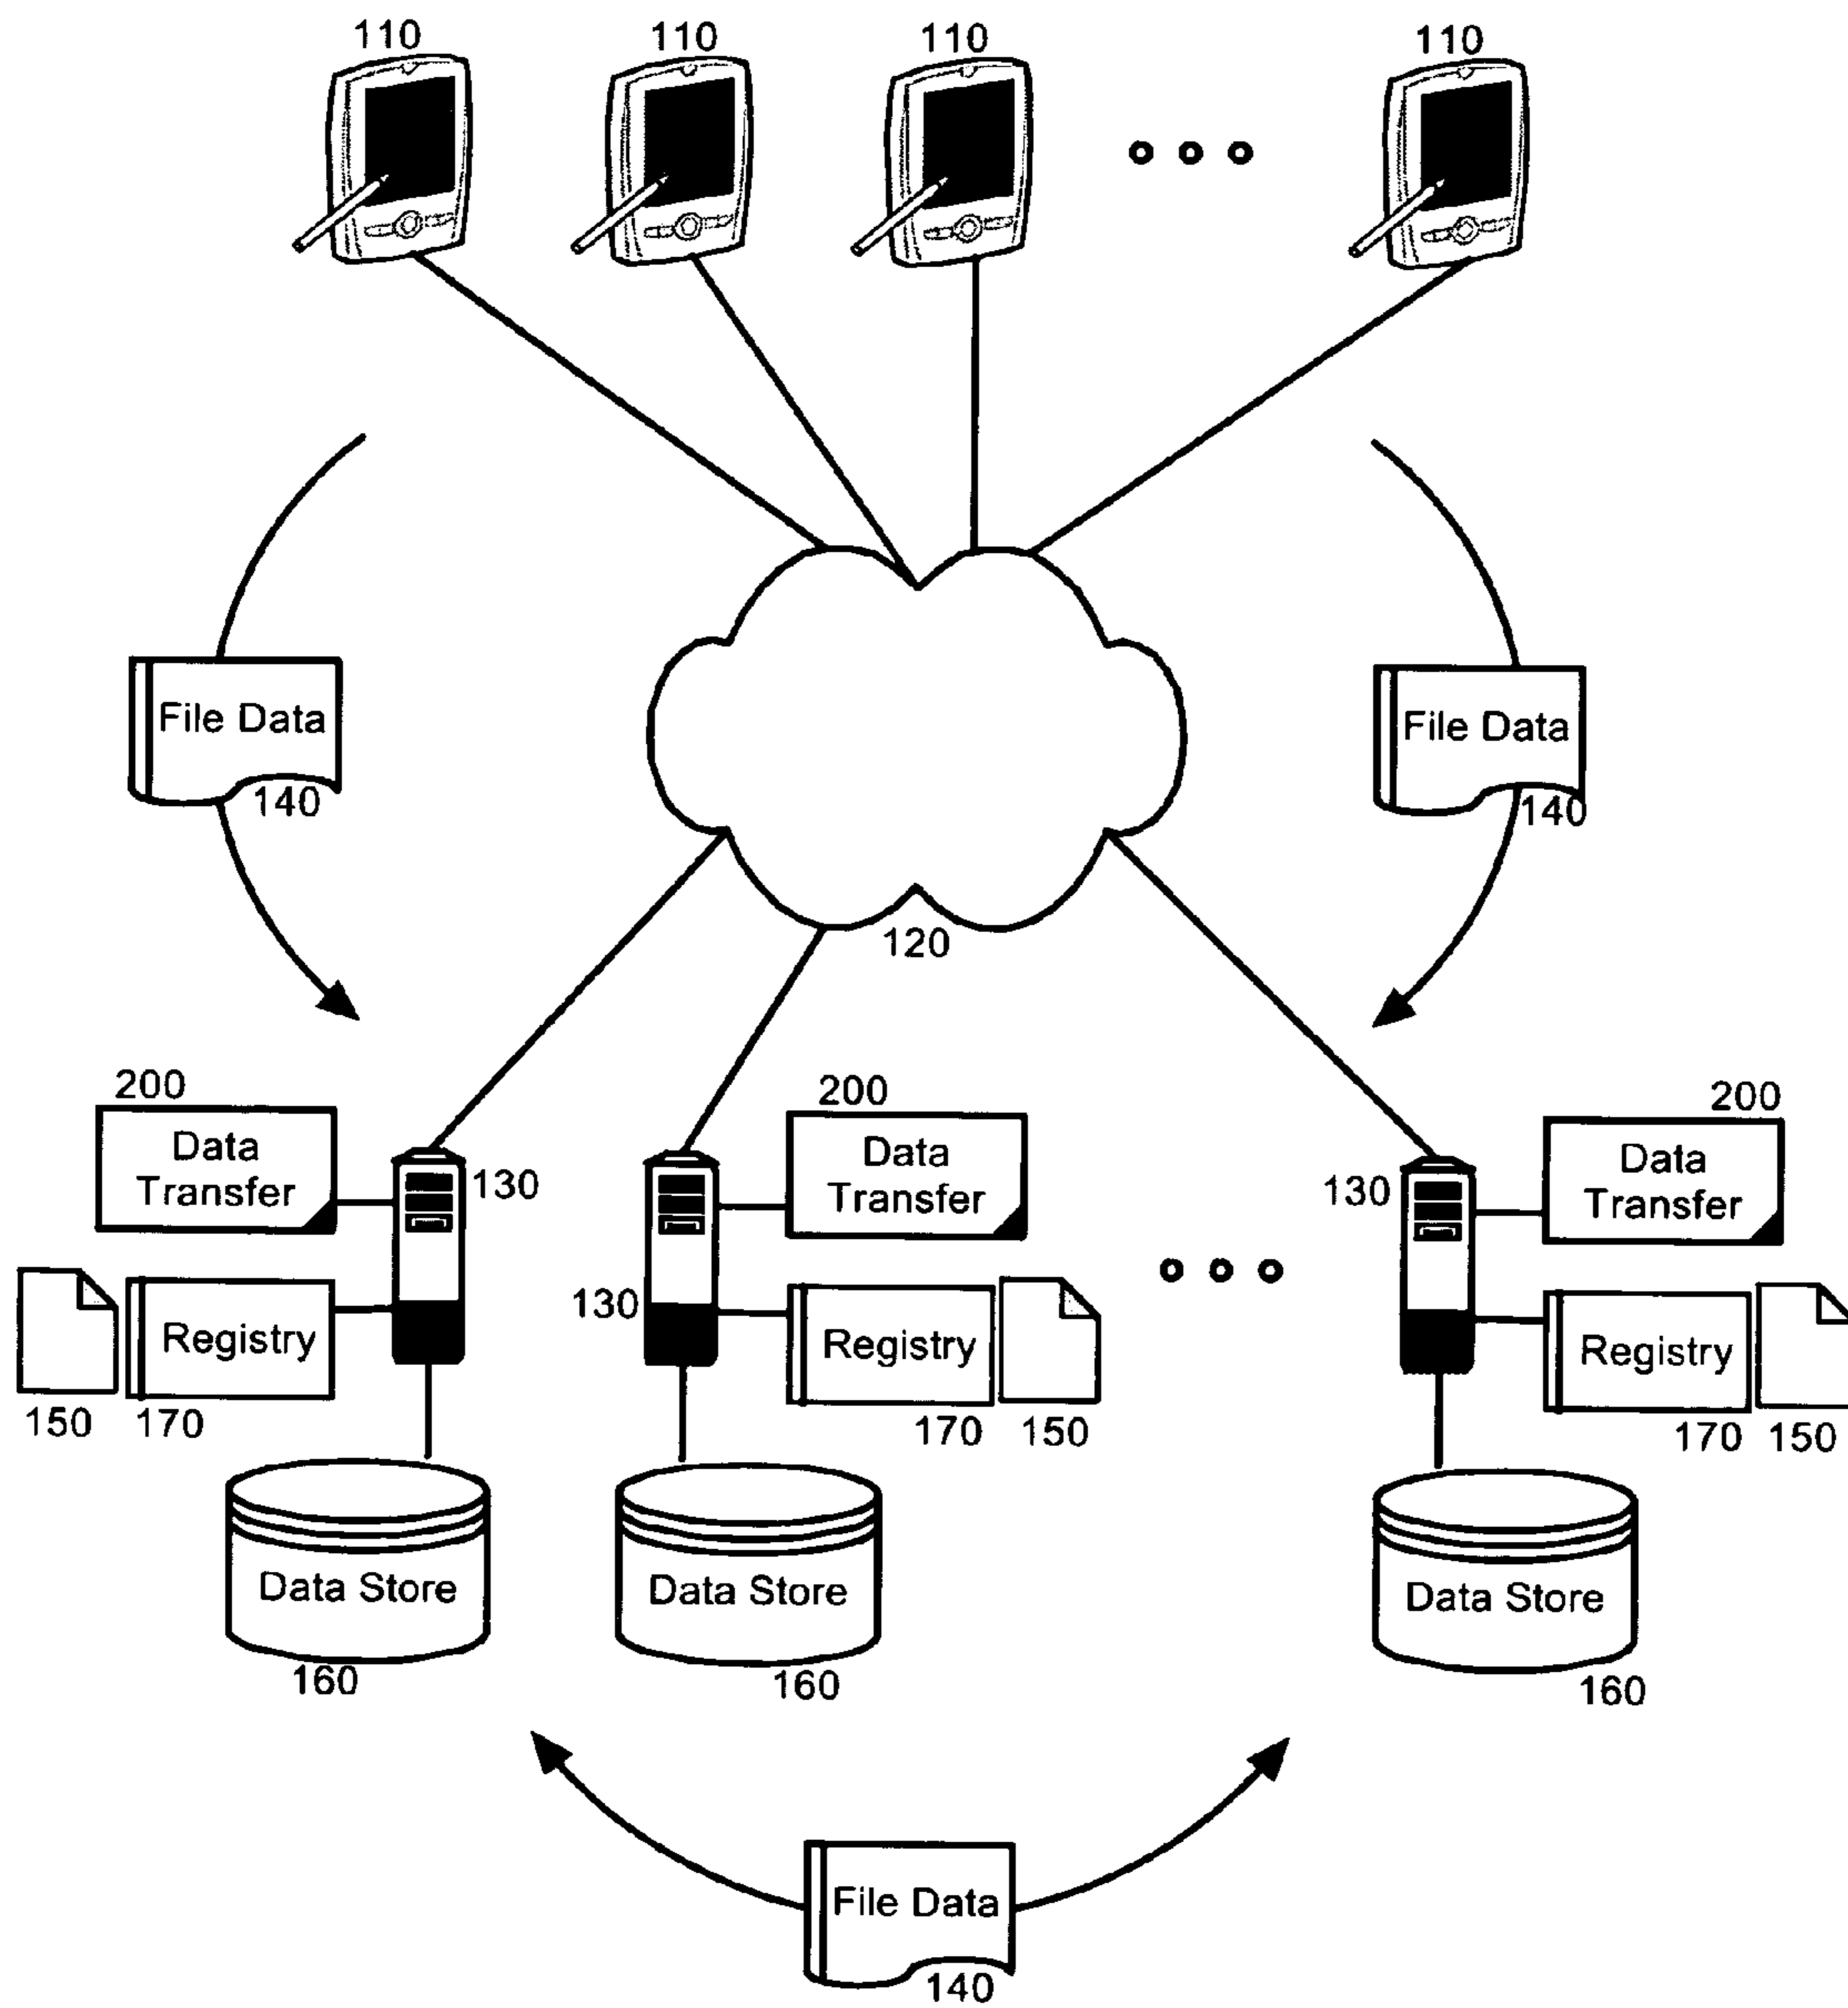 110
110
110
110
File Data
140
File Data
140
120
200
Data
Transfer
130
Registry
150
170
Data Store
160
200
Data
Transfer
130
Registry
170
150
Data Store
160
200
Data
Transfer
130
Registry
170
150
Data Store
160
File Data
140